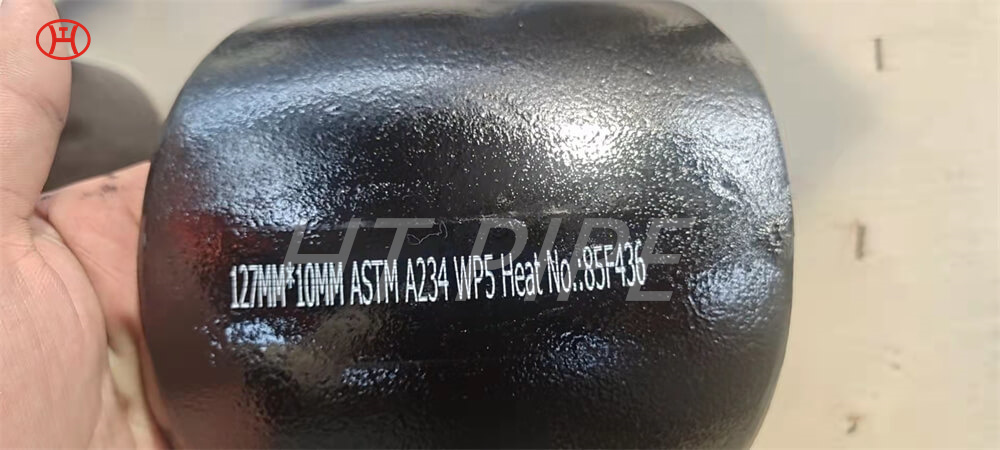 HT PIPE
127MM*10MM ASTM A234 WP5 Heat No.:85F436